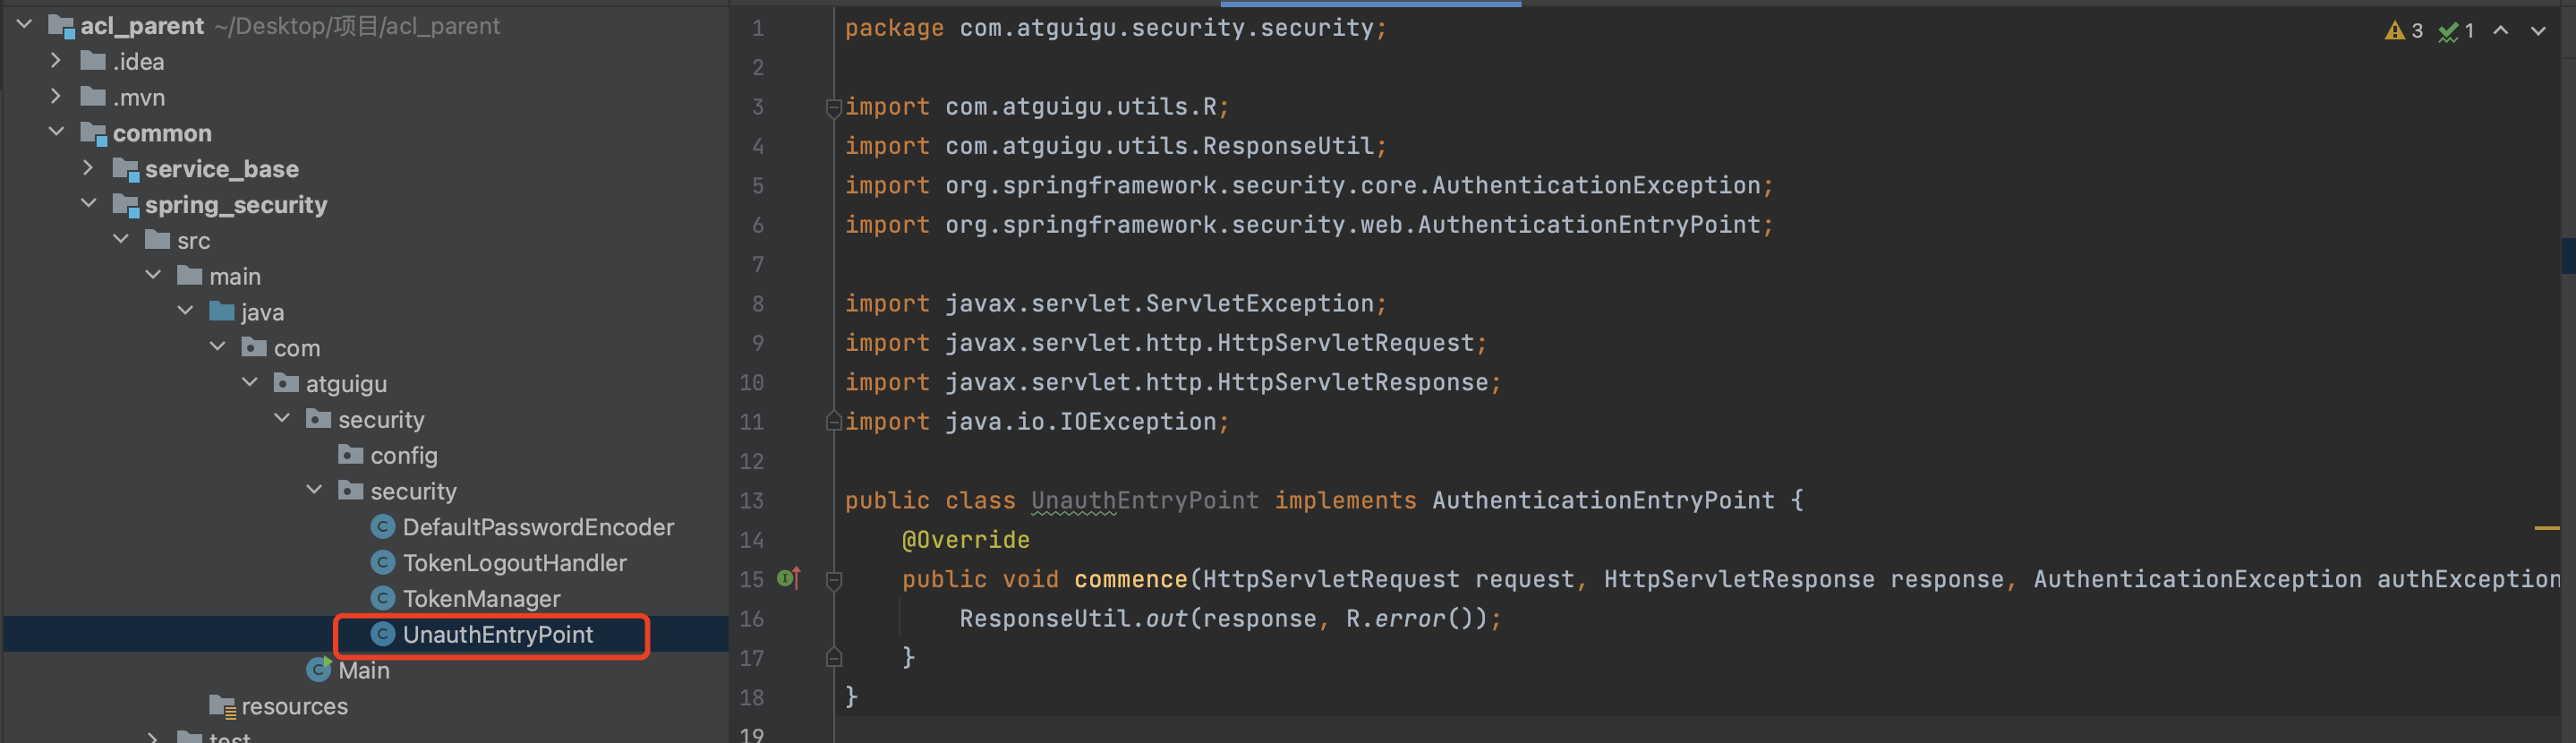 acl_parent ~/Desktop/项目/acl_parent
.idea
.mvn
common
service_base
spring_security
src
main
java
com
atguigu
security
config
security
DefaultPasswordEncoder
TokenLogoutHandler
TokenManager
UnauthEntryPoint
Main
resources
test
3 1
1 package com.atguigu.security.security;
2
3 import com.atguigu.utils.R;
4 import com.atguigu.utils.ResponseUtil;
5 import org.springframework.security.core.AuthenticationException;
6 import org.springframework.security.web.AuthenticationEntryPoint;
7
8 import javax.servlet.ServletException;
9 import javax.servlet.http.HttpServletRequest;
10 import javax.servlet.http.HttpServletResponse;
11 import java.io.IOException;
12
13 public class UnauthEntryPoint implements AuthenticationEntryPoint {
14 @Override
15 public void commence(HttpServletRequest request, HttpServletResponse response, AuthenticationException authException
16 ResponseUtil.out(response, R.error());
17 }
18 }
19